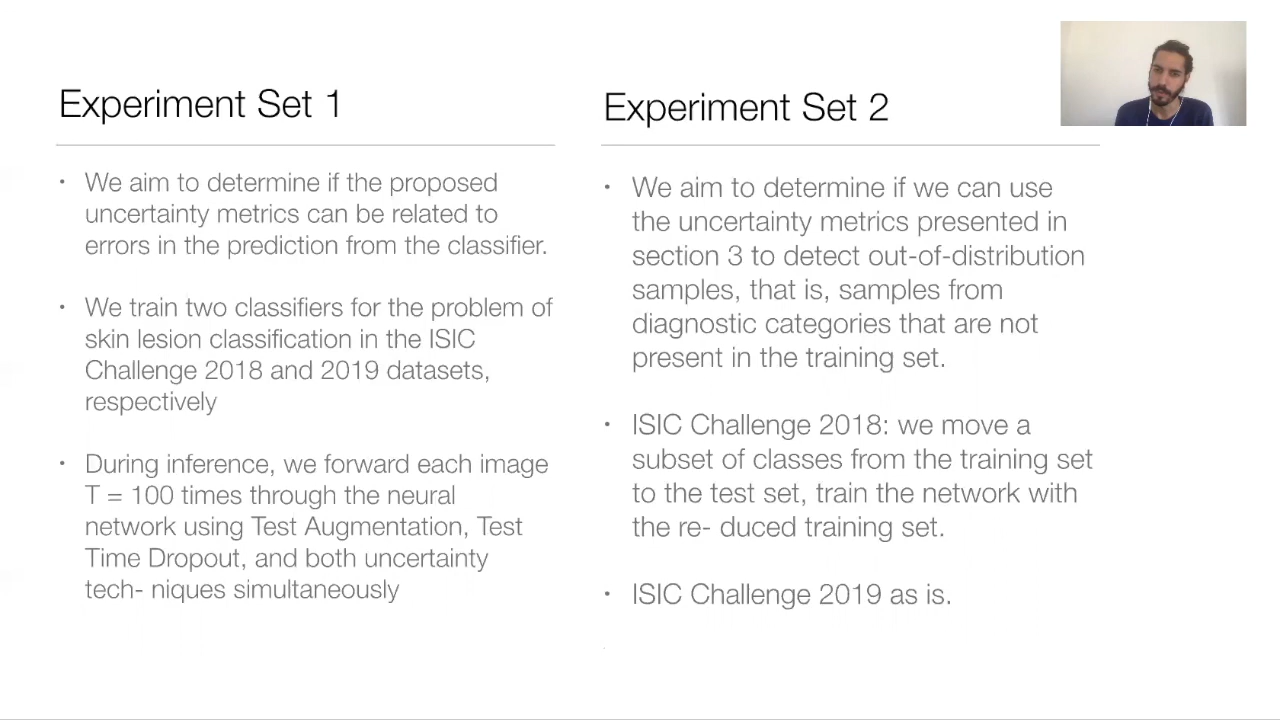 Experiment Set 1
• We aim to determine if the proposed
uncertainty metrics can be related to
errors in the prediction from the classifier.
• We train two classifiers for the problem of
skin lesion classification in the ISIC
Challenge 2018 and 2019 datasets,
respectively
• During inference, we forward each image
T = 100 times through the neural
network using Test Augmentation, Test
Time Dropout, and both uncertainty
tech- niques simultaneously
Experiment Set 2
• We aim to determine if we can use
the uncertainty metrics presented in
section 3 to detect out-of-distribution
samples, that is, samples from
diagnostic categories that are not
present in the training set.
• ISIC Challenge 2018: we move a
subset of classes from the training set
to the test set, train the network with
the re- duced training set.
• ISIC Challenge 2019 as is.